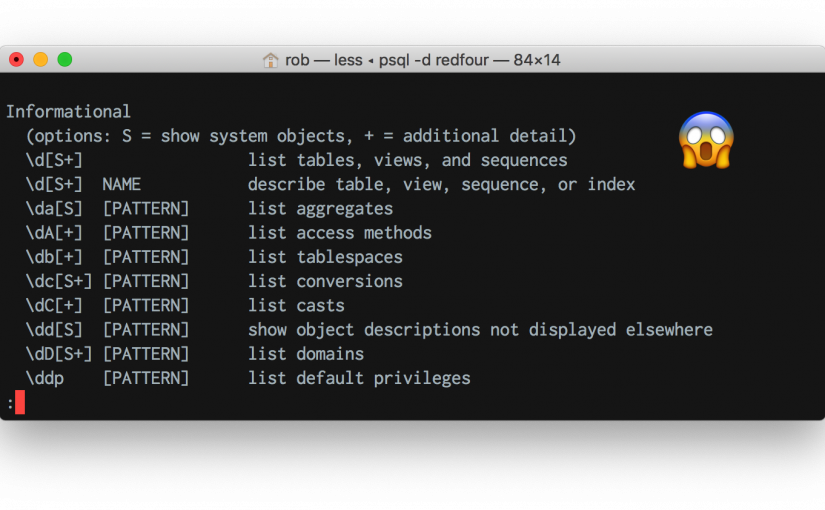 rob — less ◂ psql -d redfour — 84×14
Informational
(options: S = show system objects, + = additional detail)
\d[S+] list tables, views, and sequences
\d[S+] NAME describe table, view, sequence, or index
\da[S] [PATTERN] list aggregates
\dA[+] [PATTERN] list access methods
\db[+] [PATTERN] list tablespaces
\dc[S+] [PATTERN] list conversions
\dC[+] [PATTERN] list casts
\dd[S] [PATTERN] show object descriptions not displayed elsewhere
\dD[S+] [PATTERN] list domains
\ddp [PATTERN] list default privileges
: